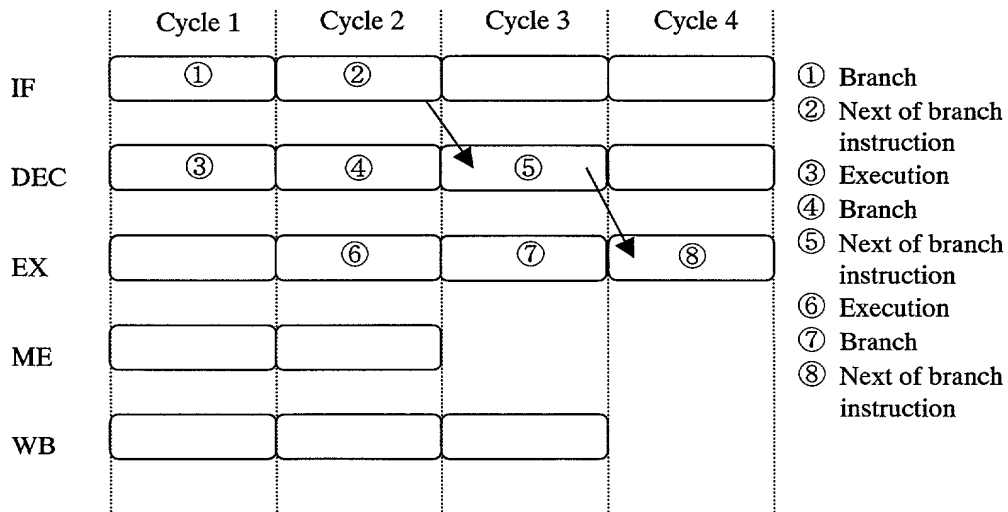 Cycle 1 Cycle 2 Cycle 3 Cycle 4
IF ① ②
DEC ③ ④ ⑤
EX ⑥ ⑦ ⑧
ME
WB
① Branch
② Next of branch
instruction
③ Execution
④ Branch
⑤ Next of branch
instruction
⑥ Execution
⑦ Branch
⑧ Next of branch
instruction